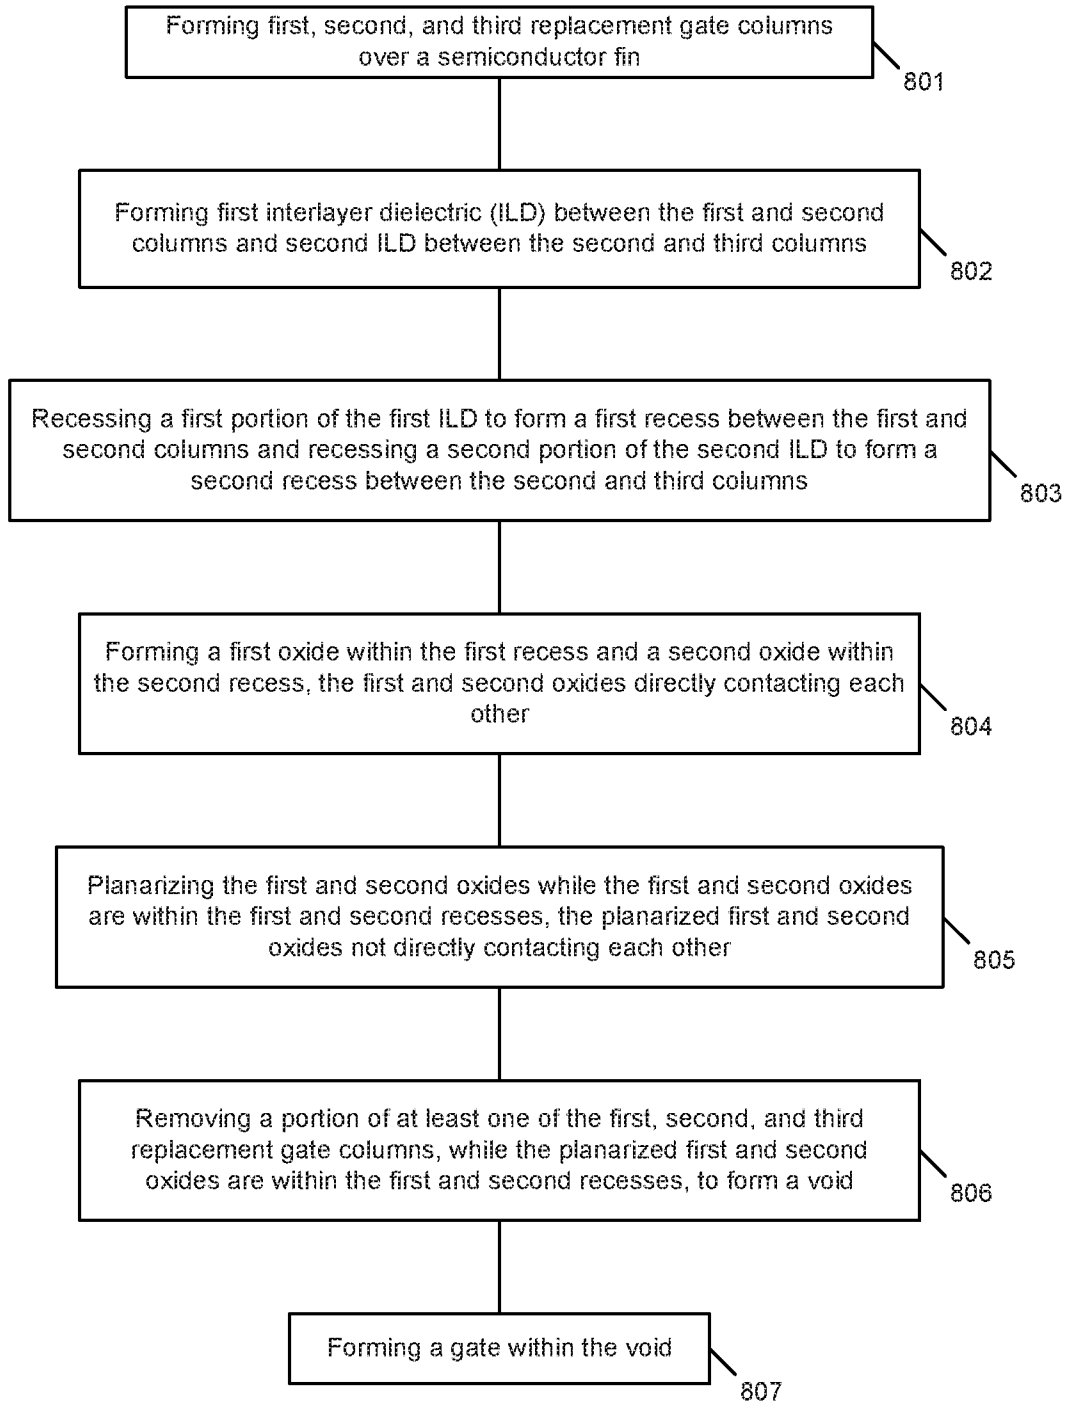 Forming first, second, and third replacement gate columns
over a semiconductor fin
801
Forming first interlayer dielectric (ILD) between the first and second
columns and second ILD between the second and third columns
802
Recessing a first portion of the first ILD to form a first recess between the first and
second columns and recessing a second portion of the second ILD to form a
second recess between the second and third columns
803
Forming a first oxide within the first recess and a second oxide within
the second recess, the first and second oxides directly contacting each
other
804
Planarizing the first and second oxides while the first and second oxides
are within the first and second recesses, the planarized first and second
oxides not directly contacting each other
805
Removing a portion of at least one of the first, second, and third
replacement gate columns, while the planarized first and second
oxides are within the first and second recesses, to form a void
806
Forming a gate within the void
807